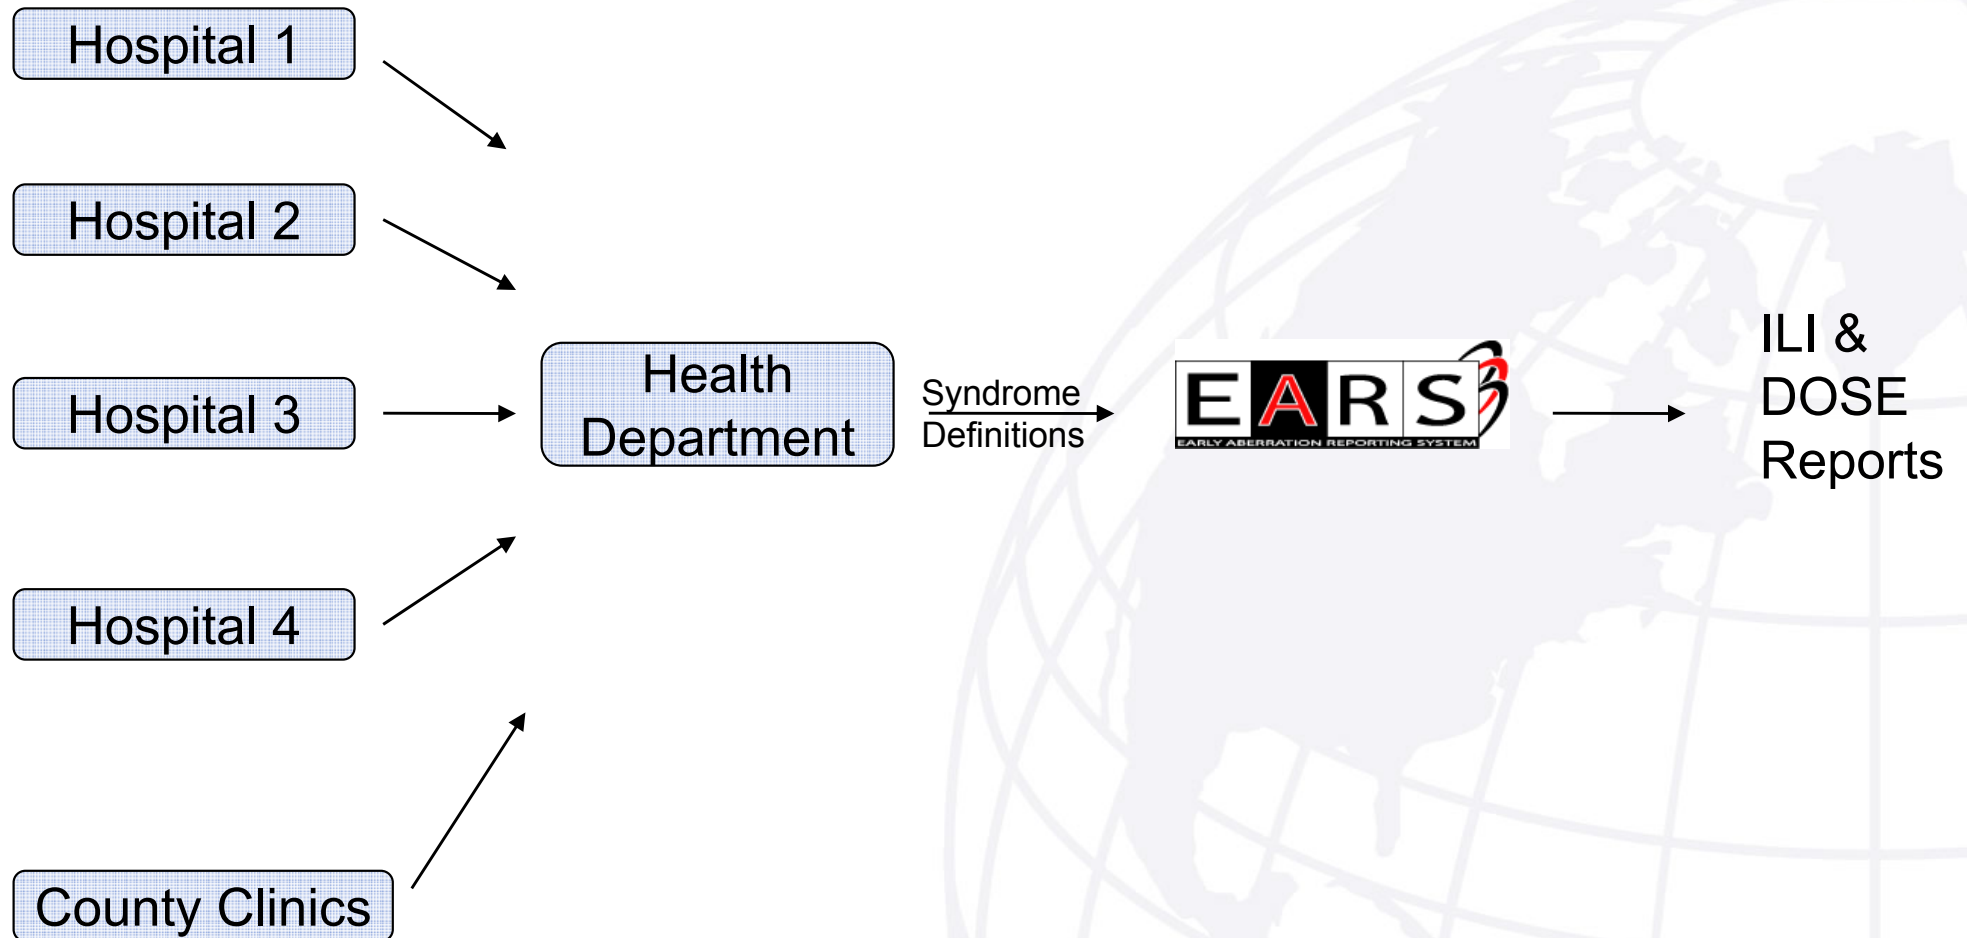 Hospital 1
Hospital 2
Hospital 3
Hospital 4
County Clinics
Health
Department
Syndrome
Definitions
EARS
EARLY ABERRATION REPORTING SYSTEM
ILI &
DOSE
Reports